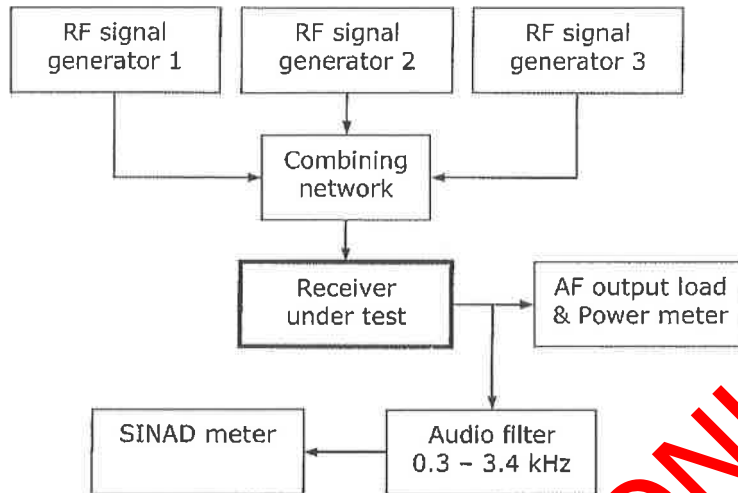 RF signal
generator 1
RF signal
generator 2
RF signal
generator 3
Combining
network
Receiver
under test
AF output load
& Power meter
SINAD meter
Audio filter
0.3 – 3.4 kHz